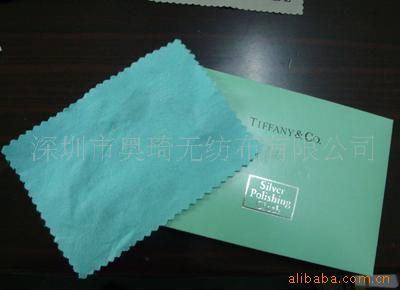 TIFFANY & CO.
深圳市奥琦无纺布有限公司
Silver
Polishing
Cloth
alibaba.com.cn